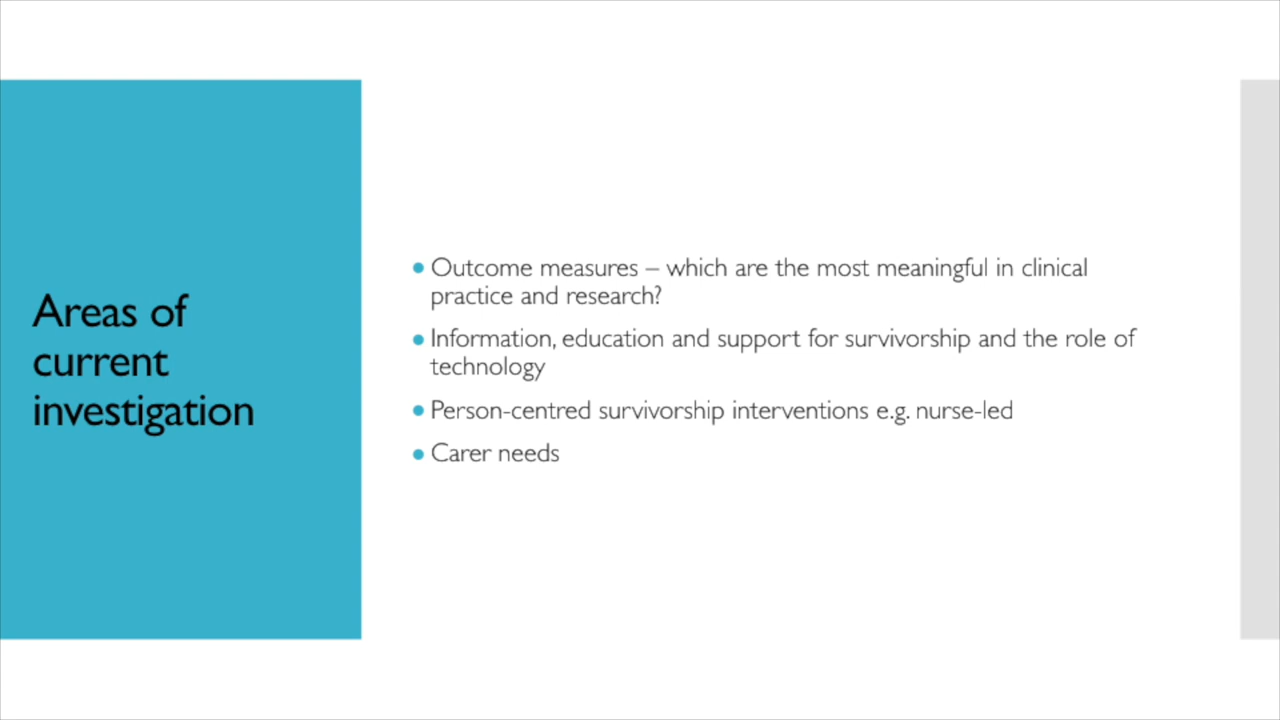 Areas of
current
investigation
• Outcome measures – which are the most meaningful in clinical
practice and research?
• Information, education and support for survivorship and the role of
technology
• Person-centred survivorship interventions e.g. nurse-led
• Carer needs